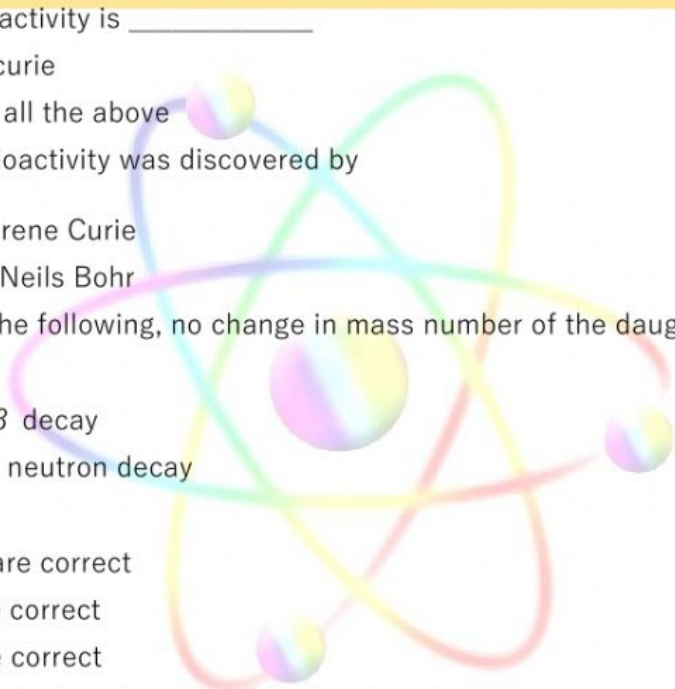 activity is ____________
curie
all the above
oactivity was discovered by
rene Curie
Neils Bohr
he following, no change in mass number of the daug
β decay
neutron decay
are correct
correct
correct